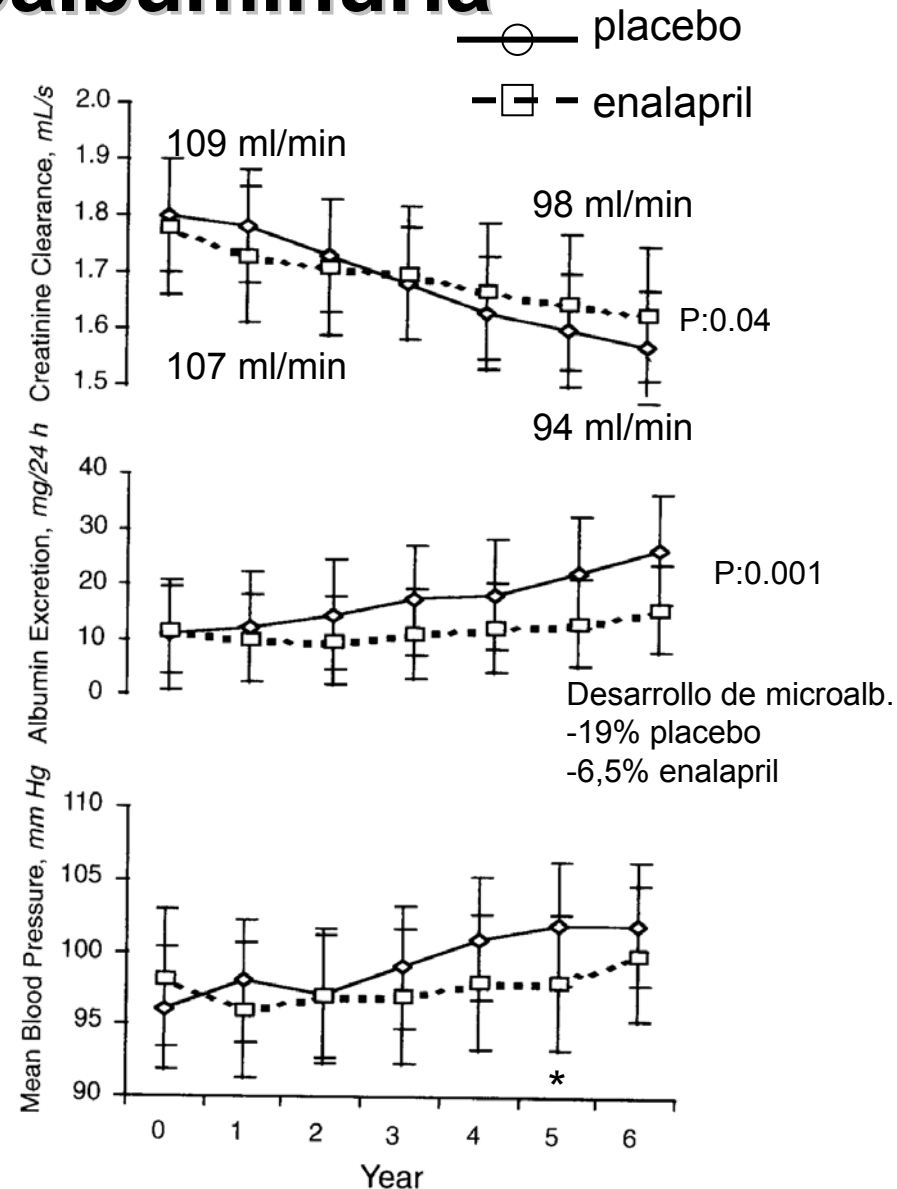 placebo
enalapril
Creatinine Clearance, mL/s
2.0
1.9
1.8
1.7
1.6
1.5
109 ml/min
107 ml/min
98 ml/min
94 ml/min
P:0.04
Albumin Excretion, mg/24 h
40
30
20
10
0
P:0.001
Desarrollo de microalb.
-19% placebo
-6,5% enalapril
Mean Blood Pressure, mm Hg
110
105
100
95
90
*
0 1 2 3 4 5 6
Year